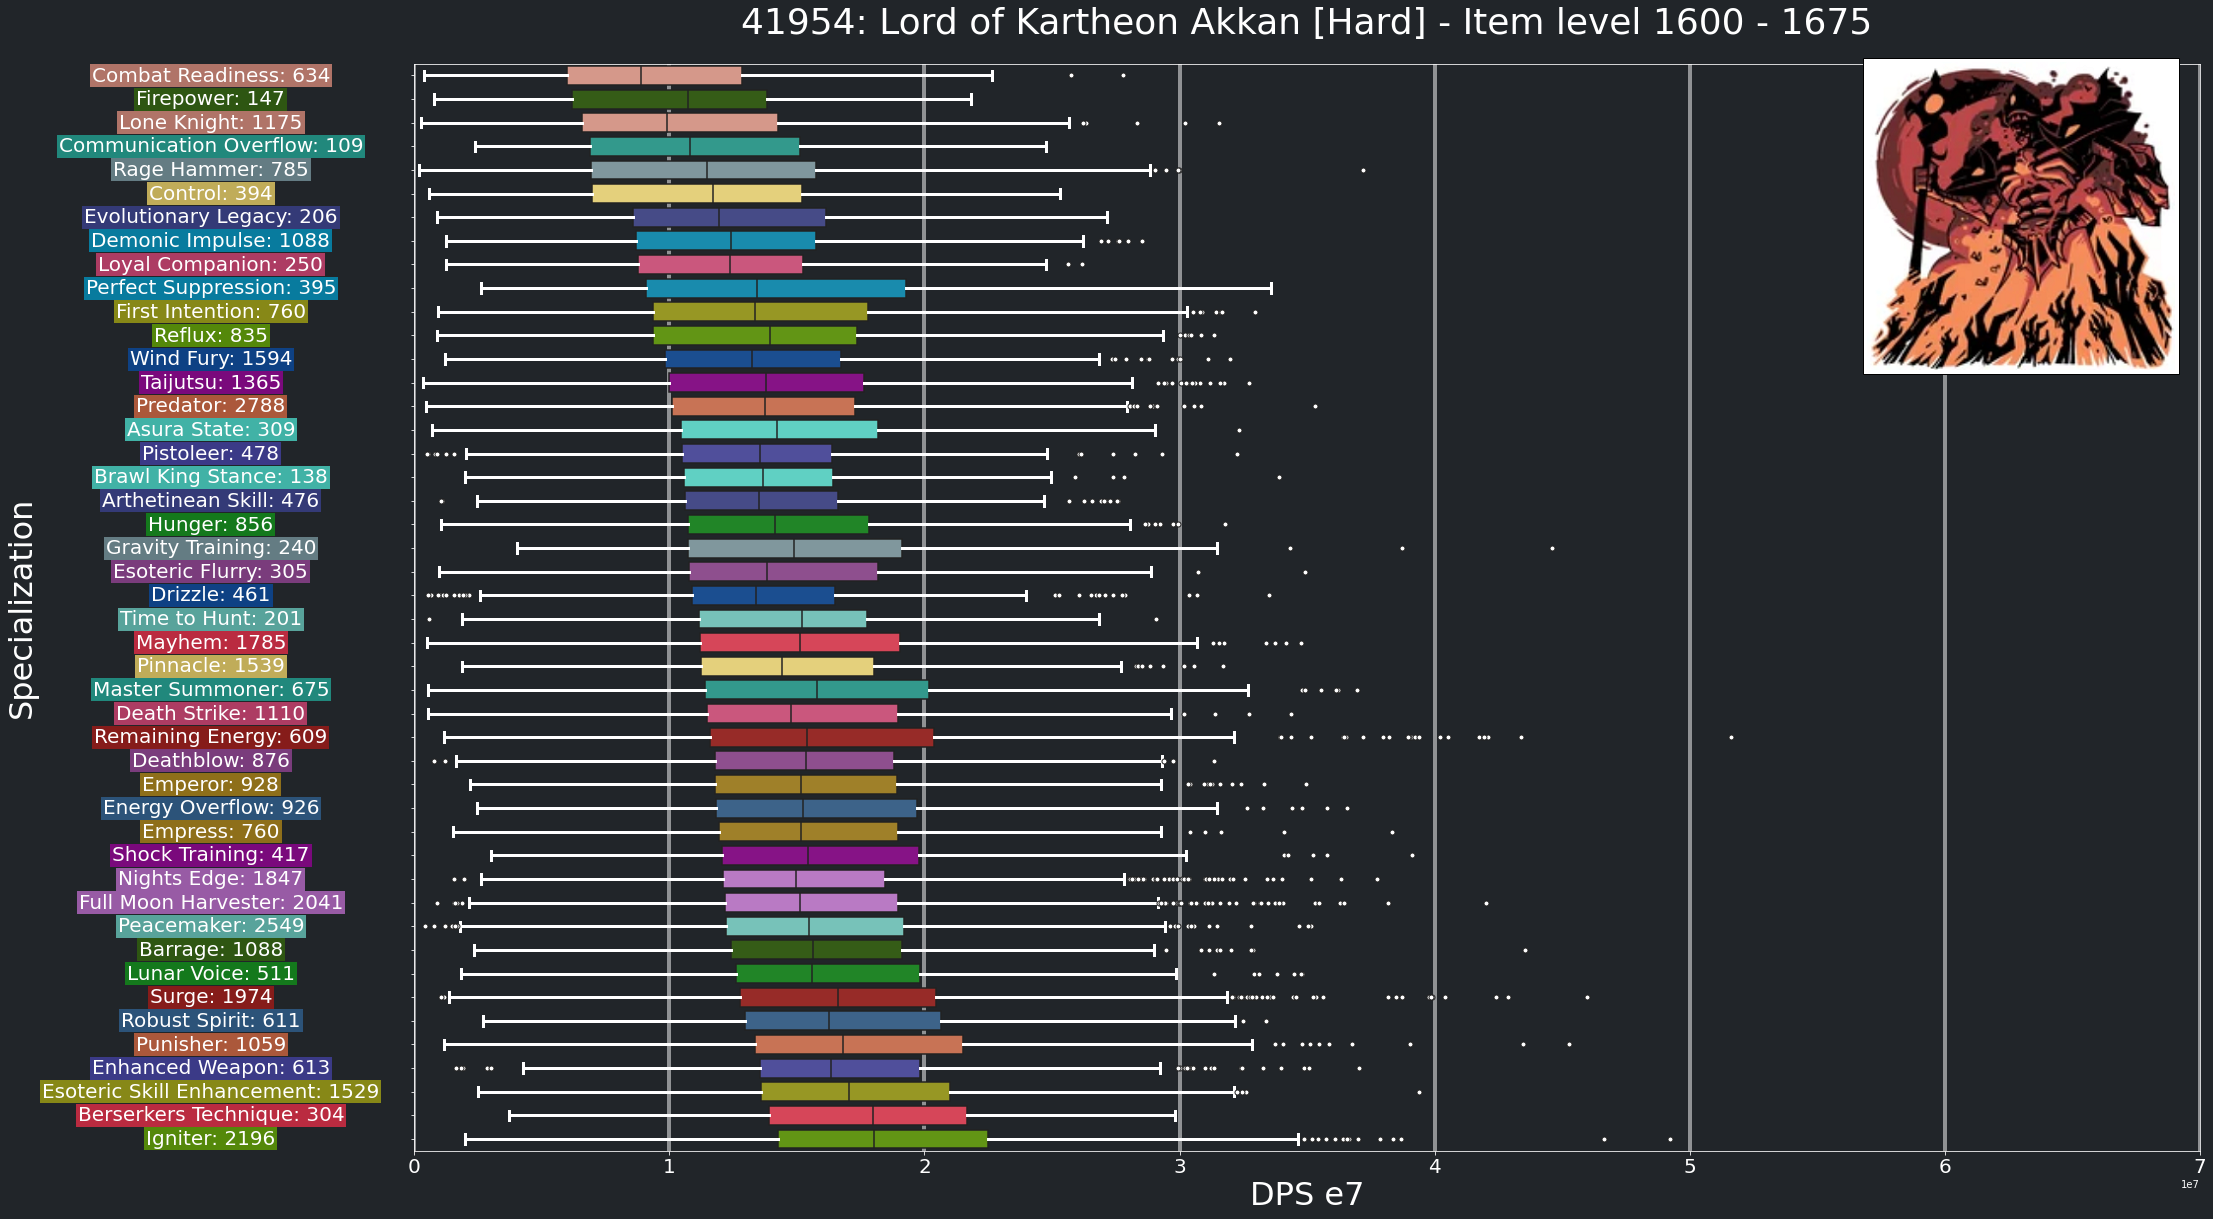 41954: Lord of Kartheon Akkan [Hard] - Item level 1600 - 1675
Specialization
Combat Readiness: 634
Firepower: 147
Lone Knight: 1175
Communication Overflow: 109
Rage Hammer: 785
Control: 394
Evolutionary Legacy: 206
Demonic Impulse: 1088
Loyal Companion: 250
Perfect Suppression: 395
First Intention: 760
Reflux: 835
Wind Fury: 1594
Taijutsu: 1365
Predator: 2788
Asura State: 309
Pistoleer: 478
Brawl King Stance: 138
Arthetinean Skill: 476
Hunger: 856
Gravity Training: 240
Esoteric Flurry: 305
Drizzle: 461
Time to Hunt: 201
Mayhem: 1785
Pinnacle: 1539
Master Summoner: 675
Death Strike: 1110
Remaining Energy: 609
Deathblow: 876
Emperor: 928
Energy Overflow: 926
Empress: 760
Shock Training: 417
Nights Edge: 1847
Full Moon Harvester: 2041
Peacemaker: 2549
Barrage: 1088
Lunar Voice: 511
Surge: 1974
Robust Spirit: 611
Punisher: 1059
Enhanced Weapon: 613
Esoteric Skill Enhancement: 1529
Berserkers Technique: 304
Igniter: 2196
0 1 2 3 4 5 6 7
1e7
DPS e7